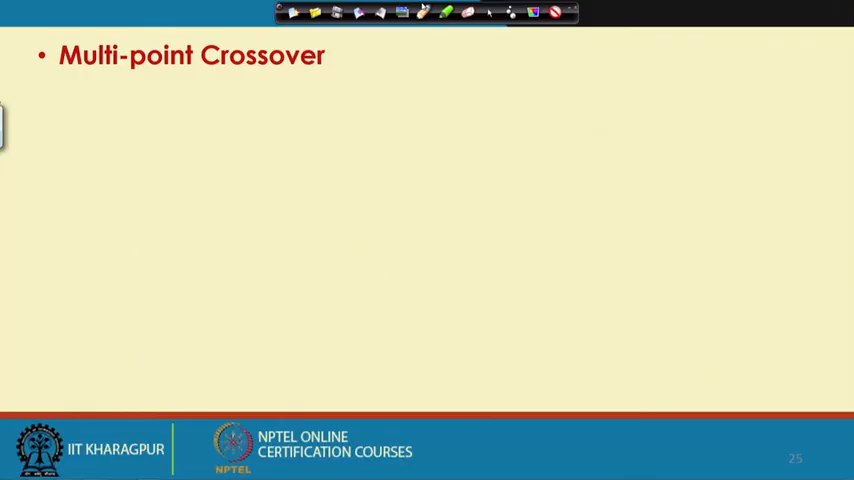 • Multi-point Crossover
IIT KHARAGPUR
NPTEL
NPTEL ONLINE
CERTIFICATION COURSES
25